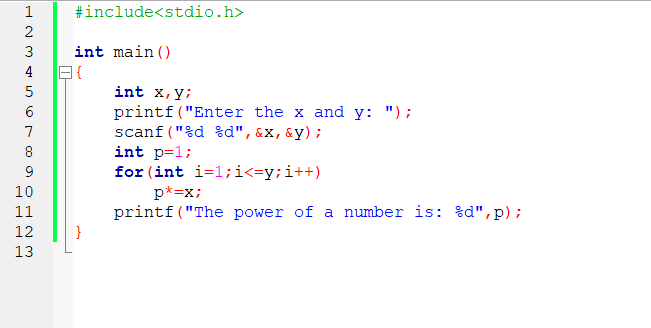 1 #include<stdio.h>
2
3 int main()
4 {
5     int x,y;
6     printf("Enter the x and y: ");
7     scanf("%d %d",&x,&y);
8     int p=1;
9     for(int i=1;i<=y;i++)
10         p*=x;
11     printf("The power of a number is: %d",p);
12 }
13